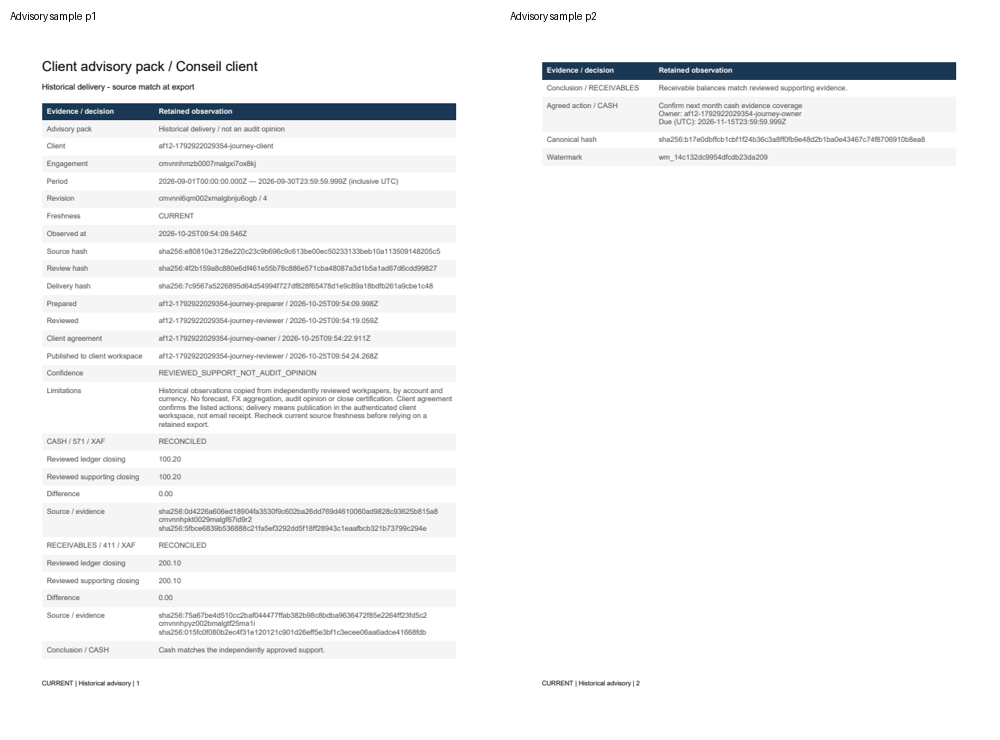 Advisory sample p1
Client advisory pack / Conseil client
Historical delivery - source match at export
Evidence / decision Retained observation
Advisory pack Historical delivery / not an audit opinion
Client af12-1792922029354-journey-client
Engagement cmvnnhmzb0007malgxi7ox8kj
Period 2026-09-01T00:00:00.000Z — 2026-09-30T23:59:59.999Z (inclusive UTC)
Revision cmvnni6qm002xmalgbnju6ogb / 4
Freshness CURRENT
Observed at 2026-10-25T09:54:09.546Z
Source hash sha256:e80810e3128e220c23c9b696c9c613be00ec50233133beb10a113509148205c5
Review hash sha256:4f2b159a8c880e6df461e55b78c886e571cba48087a3d1b5a1ad67d6cdd99827
Delivery hash sha256:7c9567a5226895d64d54994f727df828f65478d1e9c89a18bdfb261a9cbe1c48
Prepared af12-1792922029354-journey-preparer / 2026-10-25T09:54:09.998Z
Reviewed af12-1792922029354-journey-reviewer / 2026-10-25T09:54:19.059Z
Client agreement af12-1792922029354-journey-owner / 2026-10-25T09:54:22.911Z
Published to client workspace af12-1792922029354-journey-reviewer / 2026-10-25T09:54:24.268Z
Confidence REVIEWED_SUPPORT_NOT_AUDIT_OPINION
Limitations Historical observations copied from independently reviewed workpapers, by account and
currency. No forecast, FX aggregation, audit opinion or close certification. Client agreement
confirms the listed actions; delivery means publication in the authenticated client
workspace, not email receipt. Recheck current source freshness before relying on a
retained export.
CASH / 571 / XAF RECONCILED
Reviewed ledger closing 100.20
Reviewed supporting closing 100.20
Difference 0.00
Source / evidence sha256:0d4226a606ed18904fa3530f9c602ba26dd769d4610060ad9828c93625b815a8
cmvnnhpkt0029malgf67id9r2
sha256:5fbce6839b536888c21fa5ef3292dd5f18ff28943c1eaafbcb321b73799c294e
RECEIVABLES / 411 / XAF RECONCILED
Reviewed ledger closing 200.10
Reviewed supporting closing 200.10
Difference 0.00
Source / evidence sha256:75a67be4d510cc2baf044477ffab382b98c8bdba9636472f85e2264ff23fd5c2
cmvnnhpyz002bmalgtf25ma1i
sha256:015fc0f080b2ec4f31e120121c901d26eff5e3bf1c3ecee06aa6adce41668fdb
Conclusion / CASH Cash matches the independently approved support.
CURRENT | Historical advisory | 1
Advisory sample p2
Evidence / decision Retained observation
Conclusion / RECEIVABLES Receivable balances match reviewed supporting evidence.
Agreed action / CASH Confirm next month cash evidence coverage
Owner: af12-1792922029354-journey-owner
Due (UTC): 2026-11-15T23:59:59.999Z
Canonical hash sha256:b17e0dbffcb1cbf1f24b36c3a8ff0fb9e48d2b1ba0e43467c74f8706910b8ea8
Watermark wm_14c132dc9954dfcdb23da209
CURRENT | Historical advisory | 2